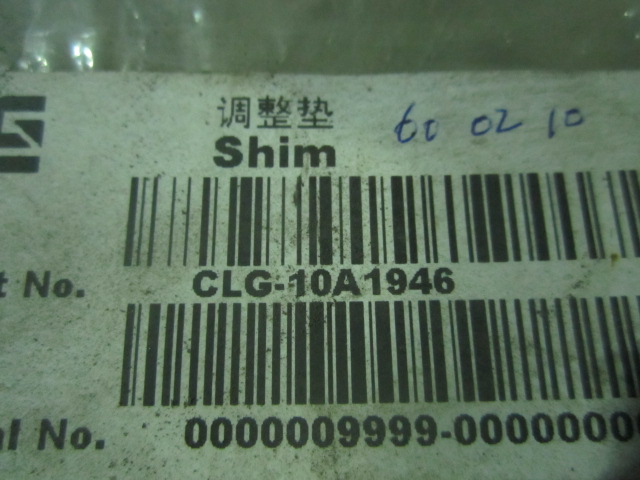 调整垫 60 02 10
Shim
t No. CLG-10A1946
al No. 0000009999-0000000